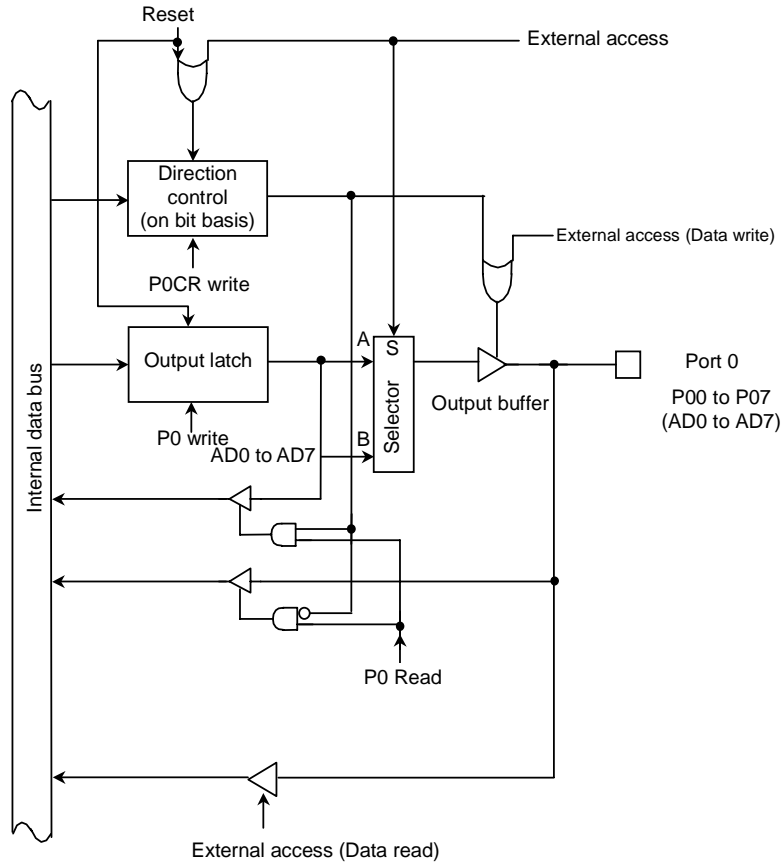 Reset
External access
Direction
control
(on bit basis)
External access (Data write)
P0CR write
A
S
Output latch
Selector
Port 0
Output buffer
P00 to P07
(AD0 to AD7)
P0 write
B
AD0 to AD7
Internal data bus
P0 Read
External access (Data read)